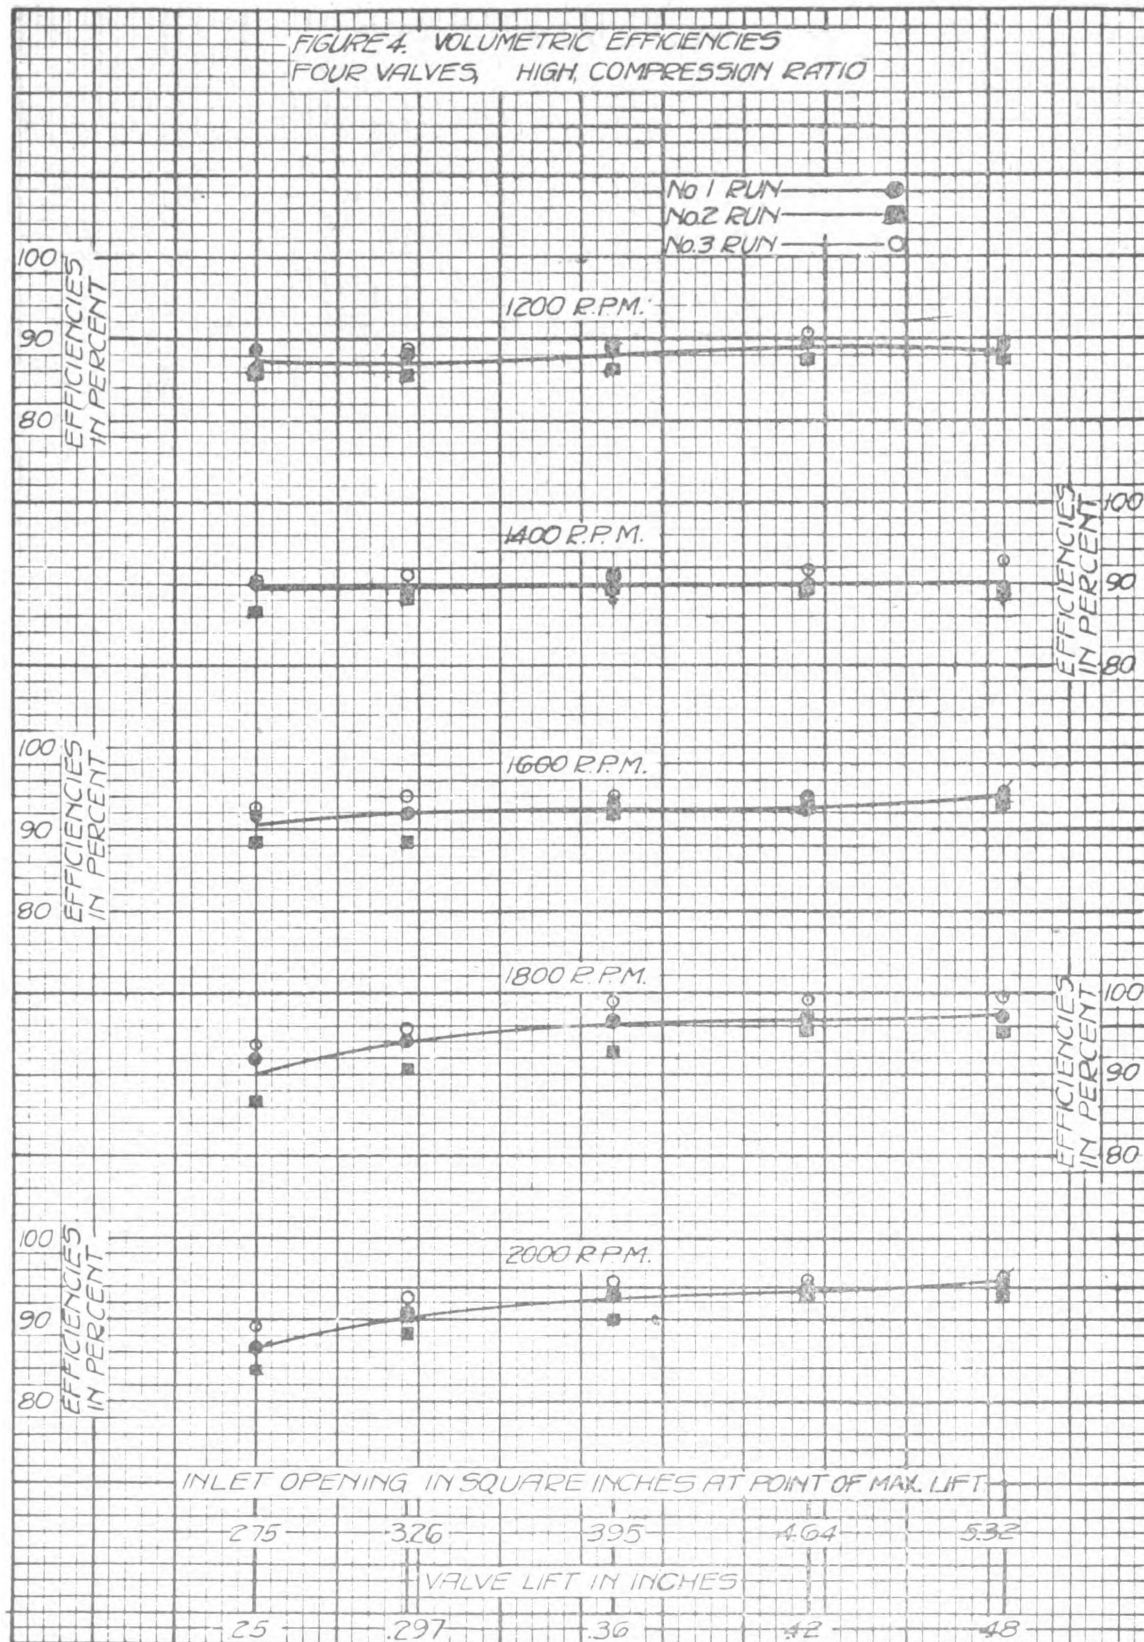 FIGURE 4. VOLUMETRIC EFFICIENCIES
FOUR VALVES, HIGH, COMPRESSION RATIO
No 1 RUN
No.2 RUN
No.3 RUN
100
90
80
EFFICIENCIES
IN PERCENT
1200 R.P.M.
1400 R.P.M.
EFFICIENCIES
IN PERCENT
100
90
80
100
90
80
EFFICIENCIES
IN PERCENT
1600 R.P.M.
1800 R.P.M.
EFFICIENCIES
IN PERCENT
100
90
80
100
90
80
EFFICIENCIES
IN PERCENT
2000 R.P.M.
INLET OPENING IN SQUARE INCHES AT POINT OF MAX. LIFT
2.75 3.26 3.95 4.64 5.32
VALVE LIFT IN INCHES
.25 .297 .36 .42 .48